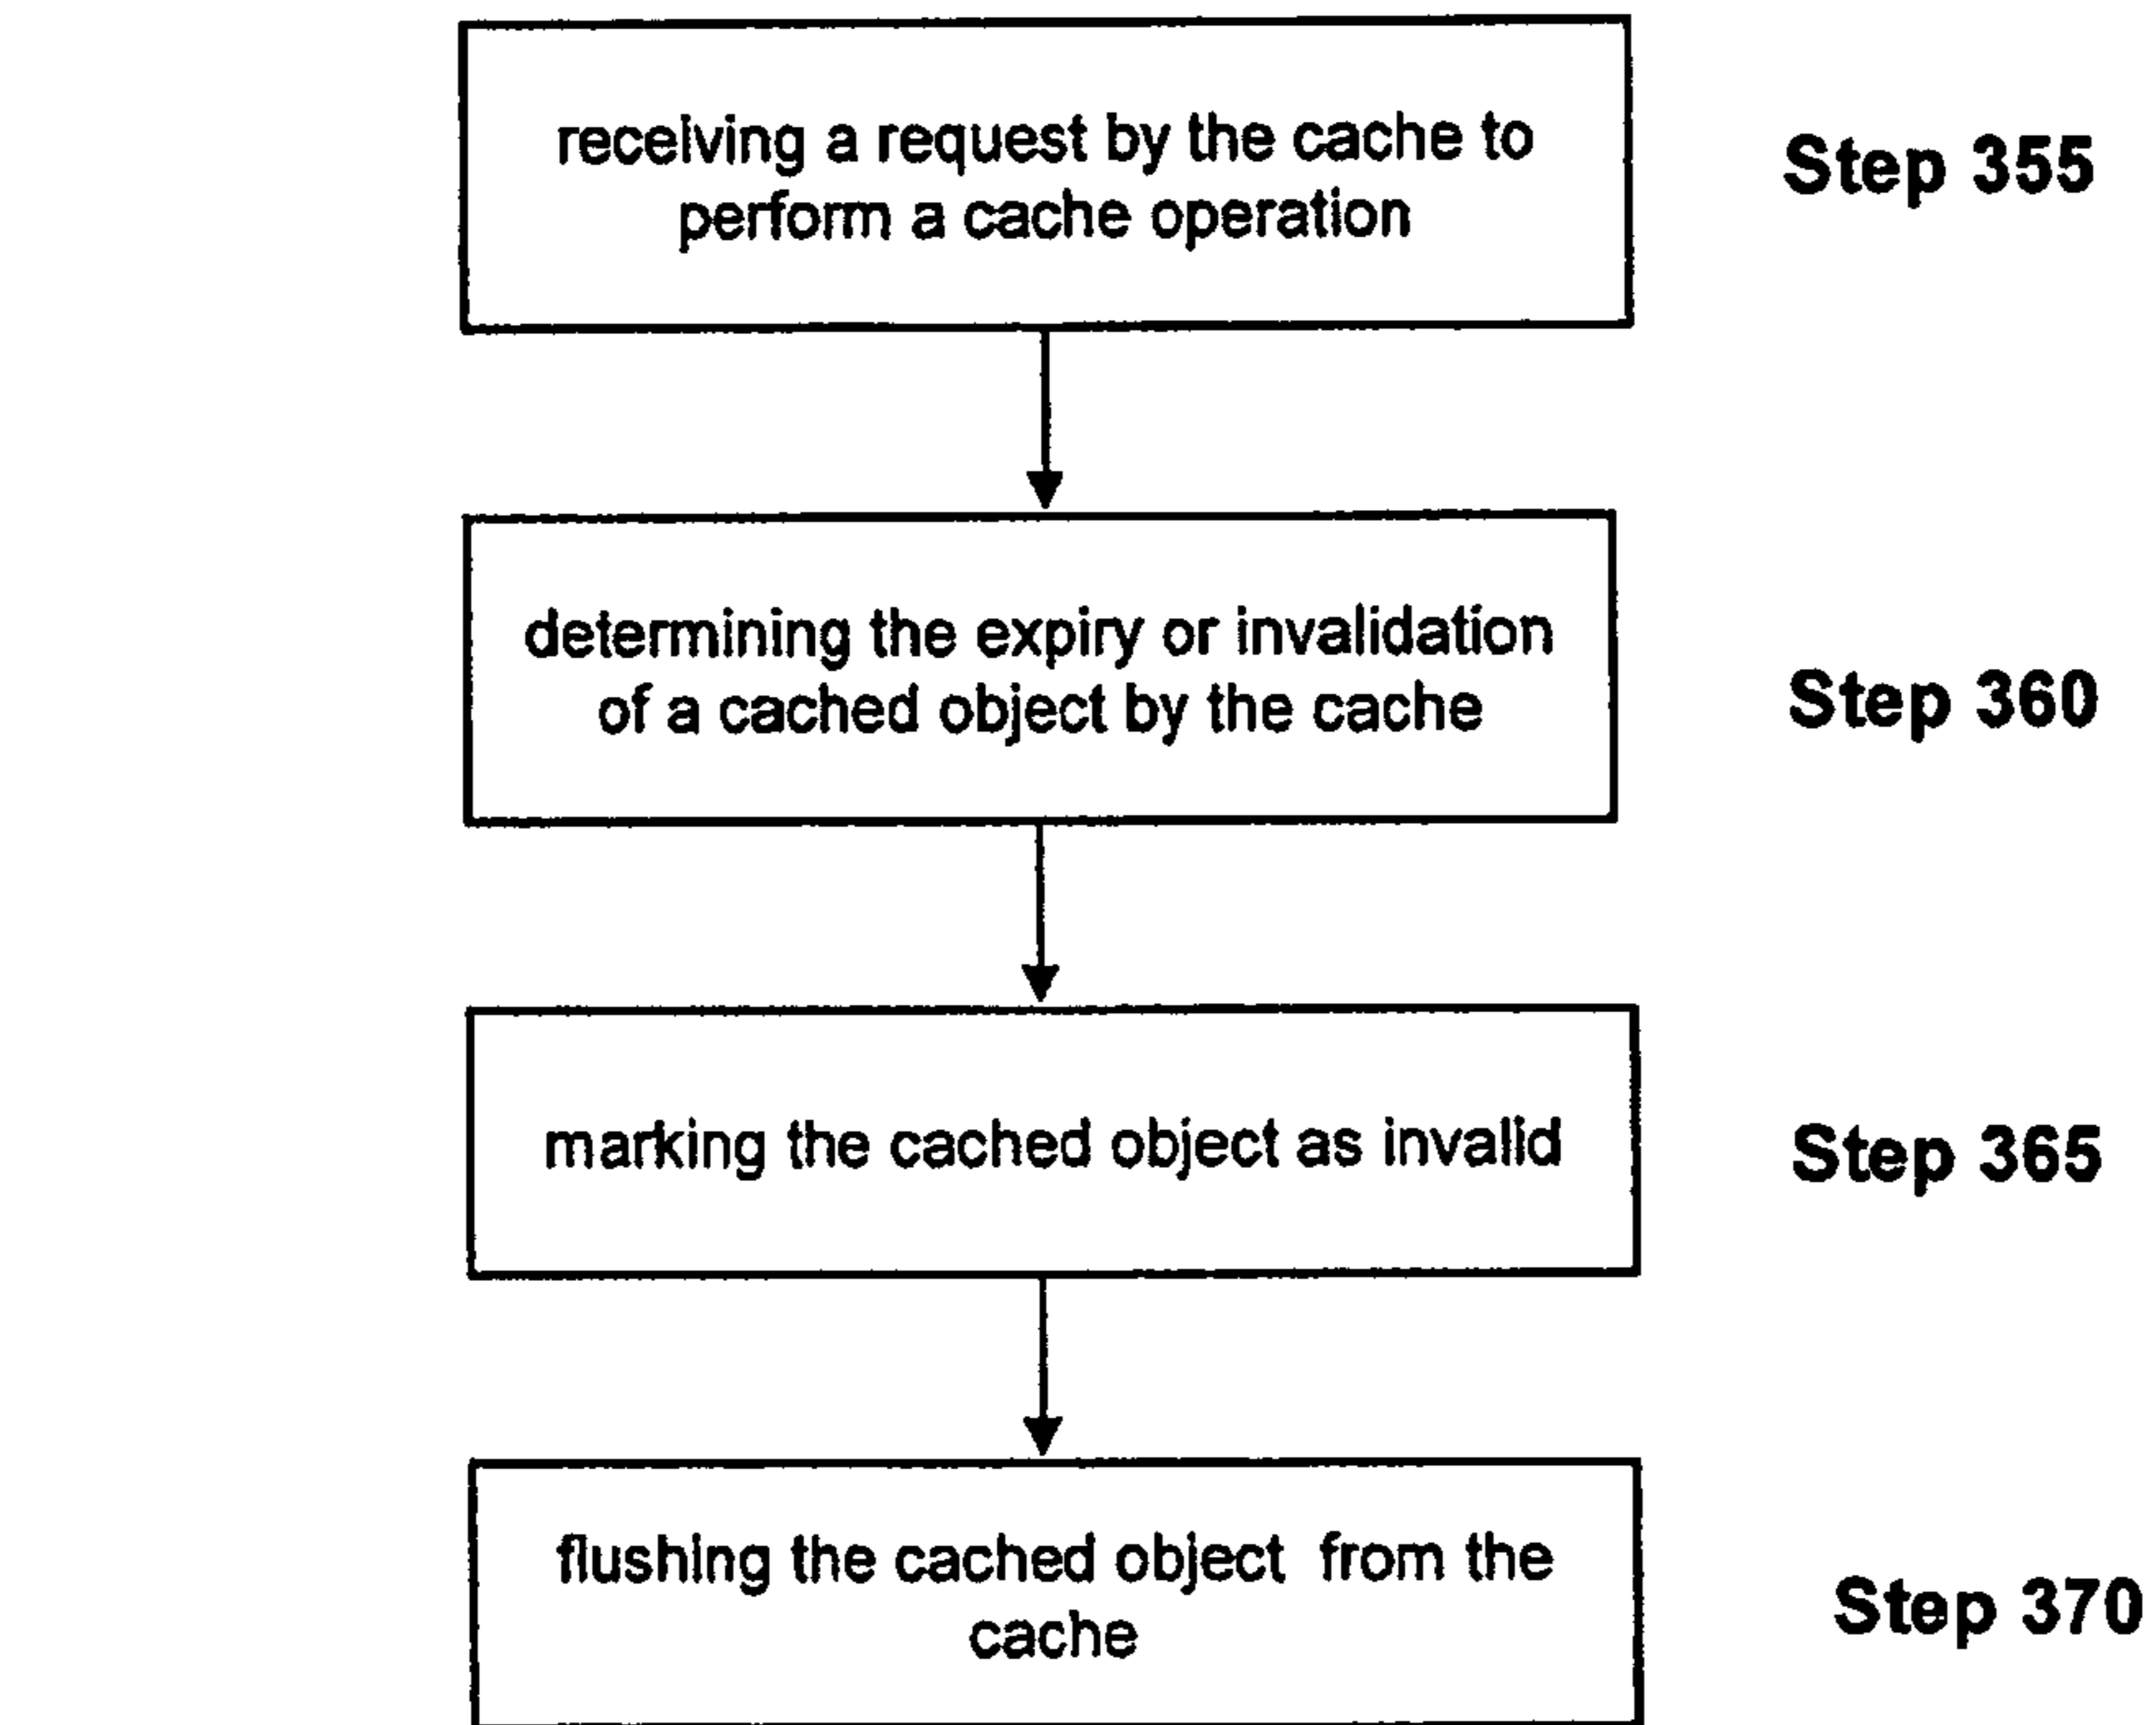 receiving a request by the cache to
perform a cache operation
Step 355
determining the expiry or invalidation
of a cached object by the cache
Step 360
marking the cached object as invalid
Step 365
flushing the cached object from the
cache
Step 370